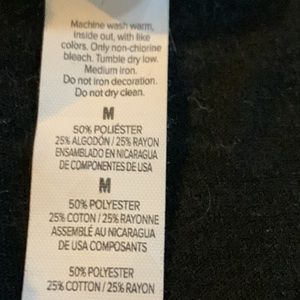 Machine wash warm,
inside out, with like
colors. Only non-chlorine
bleach. Tumble dry low.
Medium iron.
Do not iron decoration.
Do not dry clean.
M
50% POLIÉSTER
25% ALGODÓN / 25% RAYON
ENSAMBLADO EN NICARAGUA
DE COMPONENTES DE USA
M
50% POLYESTER
25% COTON / 25% RAYONNE
ASSEMBLÉ AU NICARAGUA
DE USA COMPOSANTS
50% POLYESTER
25% COTTON / 25% RAYON